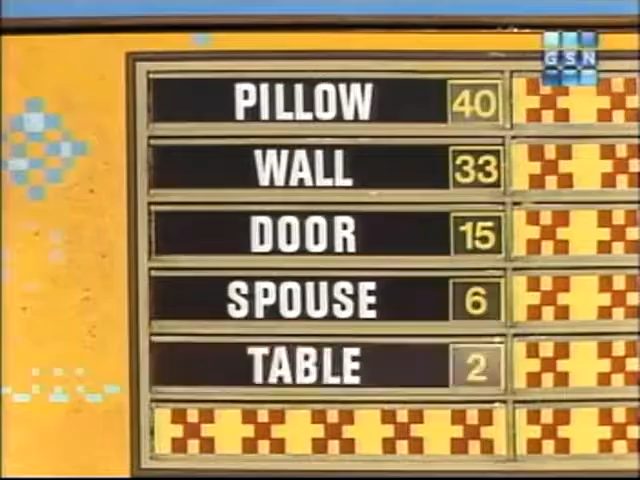 GSN
PILLOW 40
WALL 33
DOOR 15
SPOUSE 6
TABLE 2